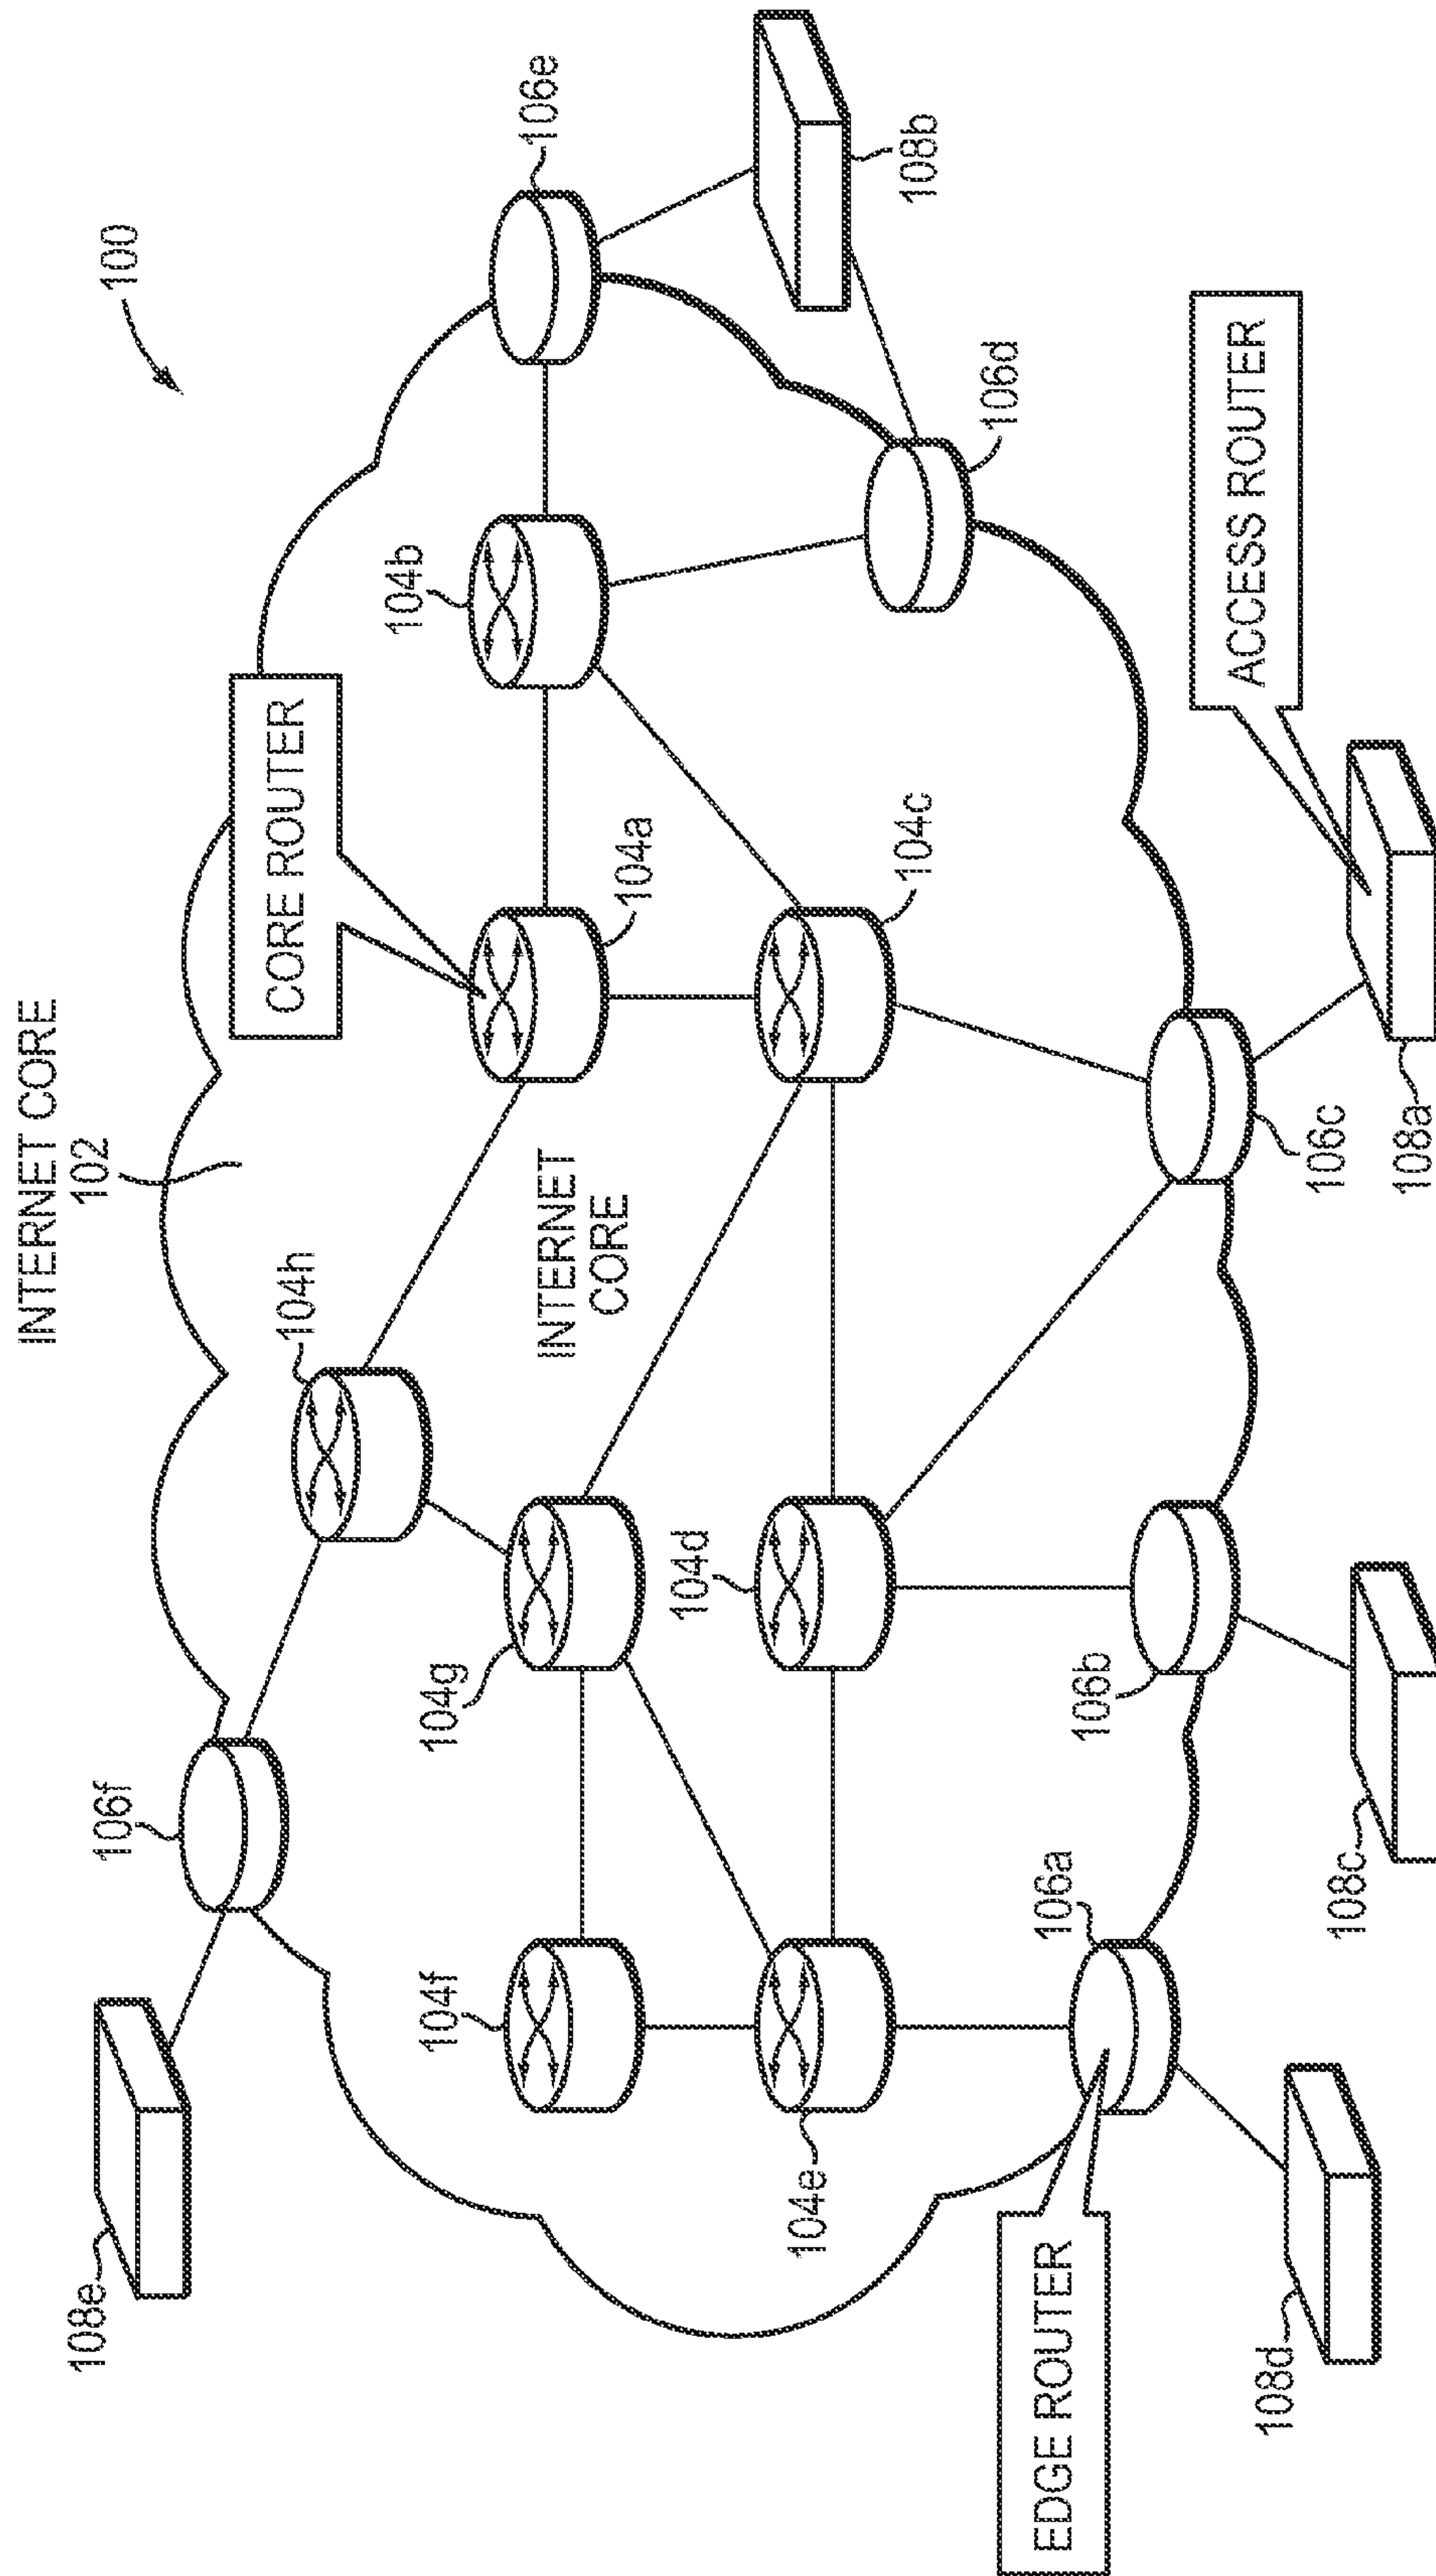 INTERNET CORE
102
100
CORE ROUTER
INTERNET
CORE
ACCESS ROUTER
EDGE ROUTER
108e
106f
104h
104b
106e
104a
108b
104f
104g
104c
106d
104e
104d
106a
106b
106c
108d
108c
108a